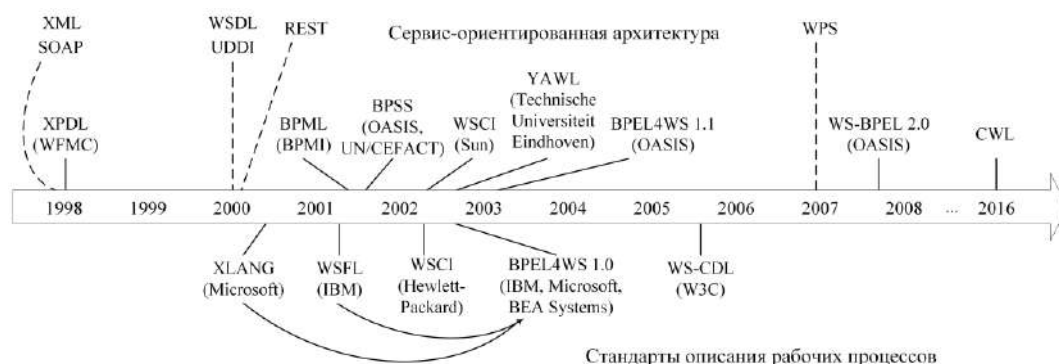 XML
SOAP
WSDL
UDDI
REST
Сервис-ориентированная архитектура
WPS
XPDL
(WFMC)
BPML
(BPMI)
BPSS
(OASIS,
UN/CEFACT)
WSCI
(Sun)
YAWL
(Technische
Universiteit
Eindhoven)
BPEL4WS 1.1
(OASIS)
WS-BPEL 2.0
(OASIS)
CWL
1998 1999 2000 2001 2002 2003 2004 2005 2006 2007 2008 ... 2016
XLANG
(Microsoft)
WSFL
(IBM)
WSCI
(Hewlett-
Packard)
BPEL4WS 1.0
(IBM, Microsoft,
BEA Systems)
WS-CDL
(W3C)
Стандарты описания рабочих процессов